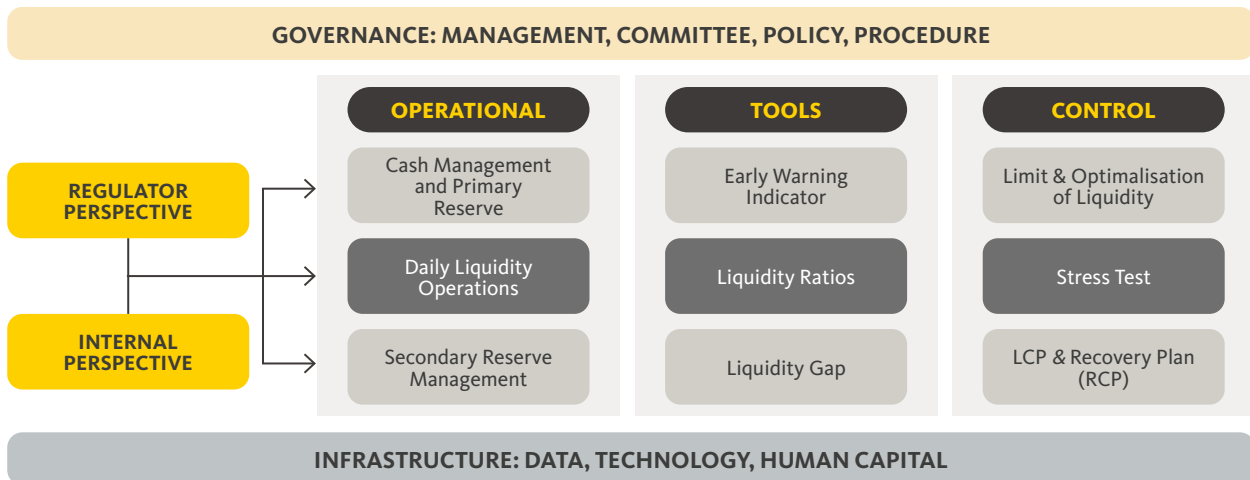 GOVERNANCE: MANAGEMENT, COMMITTEE, POLICY, PROCEDURE
REGULATOR
PERSPECTIVE
INTERNAL
PERSPECTIVE
OPERATIONAL
Cash Management
and Primary
Reserve
Daily Liquidity
Operations
Secondary Reserve
Management
TOOLS
Early Warning
Indicator
Liquidity Ratios
Liquidity Gap
CONTROL
Limit & Optimalisation
of Liquidity
Stress Test
LCP & Recovery Plan
(RCP)
INFRASTRUCTURE: DATA, TECHNOLOGY, HUMAN CAPITAL